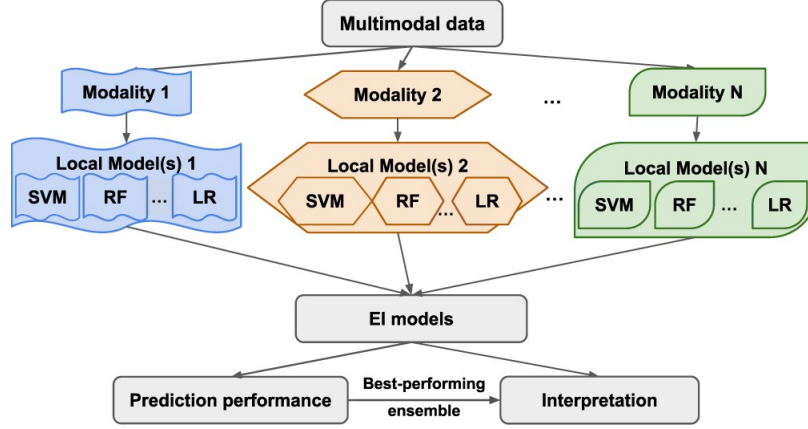 Multimodal data
Modality 1
Modality 2
...
Modality N
Local Model(s) 1
SVM RF ... LR
Local Model(s) 2
SVM RF ... LR
...
Local Model(s) N
SVM RF ... LR
EI models
Prediction performance
Best-performing
ensemble
Interpretation